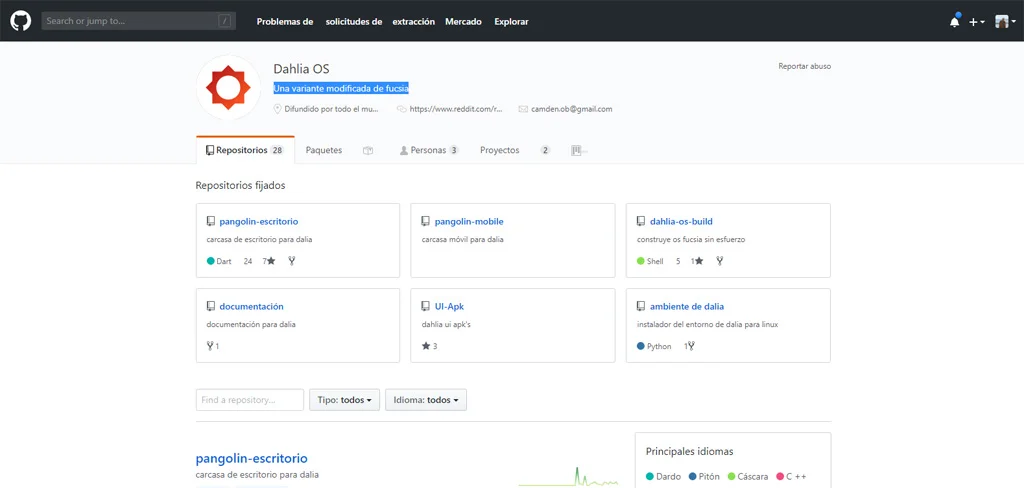 Search or jump to... /
Problemas de solicitudes de extracción Mercado Explorar
Dahlia OS
Reportar abuso
Una variante modificada de fucsia
Difundido por todo el mu... https://www.reddit.com/r... camden.ob@gmail.com
Repositorios 28 Paquetes Personas 3 Proyectos 2
Repositorios fijados
pangolin-escritorio
carcasa de escritorio para dalia
Dart 24 7
pangolin-mobile
carcasa móvil para dalia
dahlia-os-build
construye os fucsia sin esfuerzo
Shell 5 1
documentación
documentación para dalia
1
UI-Apk
dahlia ui apk's
3
ambiente de dalia
instalador del entorno de dalia para linux
Python 1
Find a repository... Tipo: todos Idioma: todos
pangolin-escritorio
carcasa de escritorio para dalia
Principales idiomas
Dardo Pitón Cáscara C ++